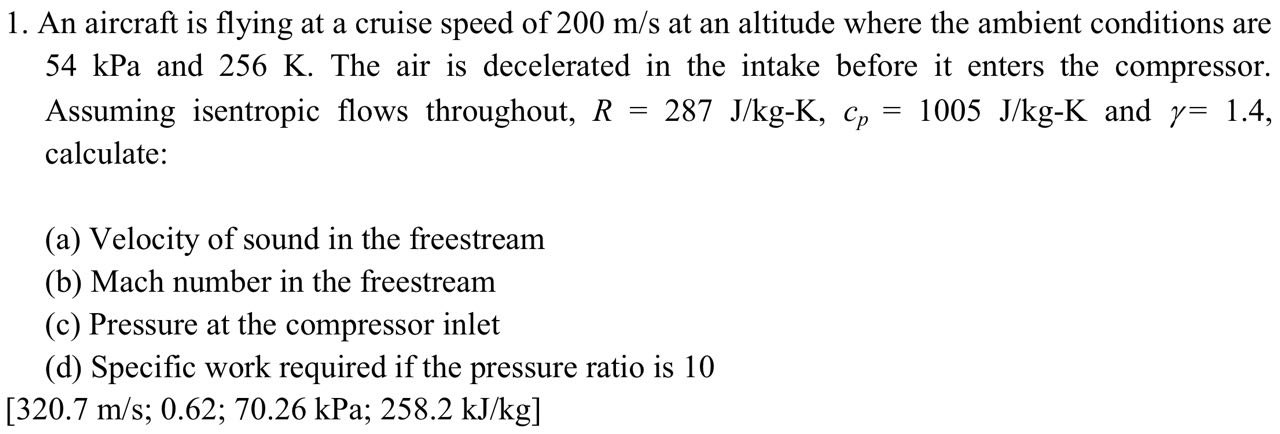 1. An aircraft is flying at a cruise speed of 200 m/s at an altitude where the ambient conditions are
54 kPa and 256 K. The air is decelerated in the intake before it enters the compressor.
Assuming isentropic flows throughout, R = 287 J/kg-K, cp = 1005 J/kg-K and γ= 1.4,
calculate:
(a) Velocity of sound in the freestream
(b) Mach number in the freestream
(c) Pressure at the compressor inlet
(d) Specific work required if the pressure ratio is 10
[320.7 m/s; 0.62; 70.26 kPa; 258.2 kJ/kg]